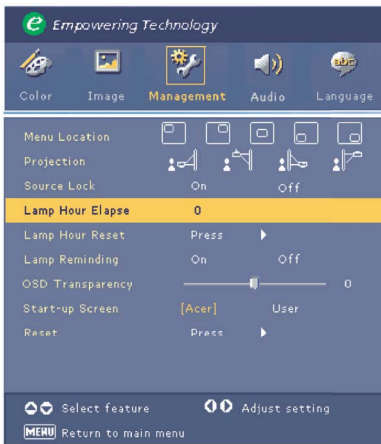 e Empowering Technology
Color Image Management Audio abc Language
Menu Location
Projection
Source Lock On Off
Lamp Hour Elapse 0
Lamp Hour Reset Press
Lamp Reminding On Off
OSD Transparency 0
Start-up Screen [Acer] User
Reset Press
Select feature Adjust setting
MENU Return to main menu